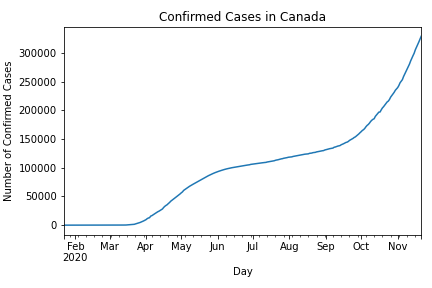 Confirmed Cases in Canada
Number of Confirmed Cases
300000
250000
200000
150000
100000
50000
0
Feb Mar Apr May Jun Jul Aug Sep Oct Nov
2020
Day